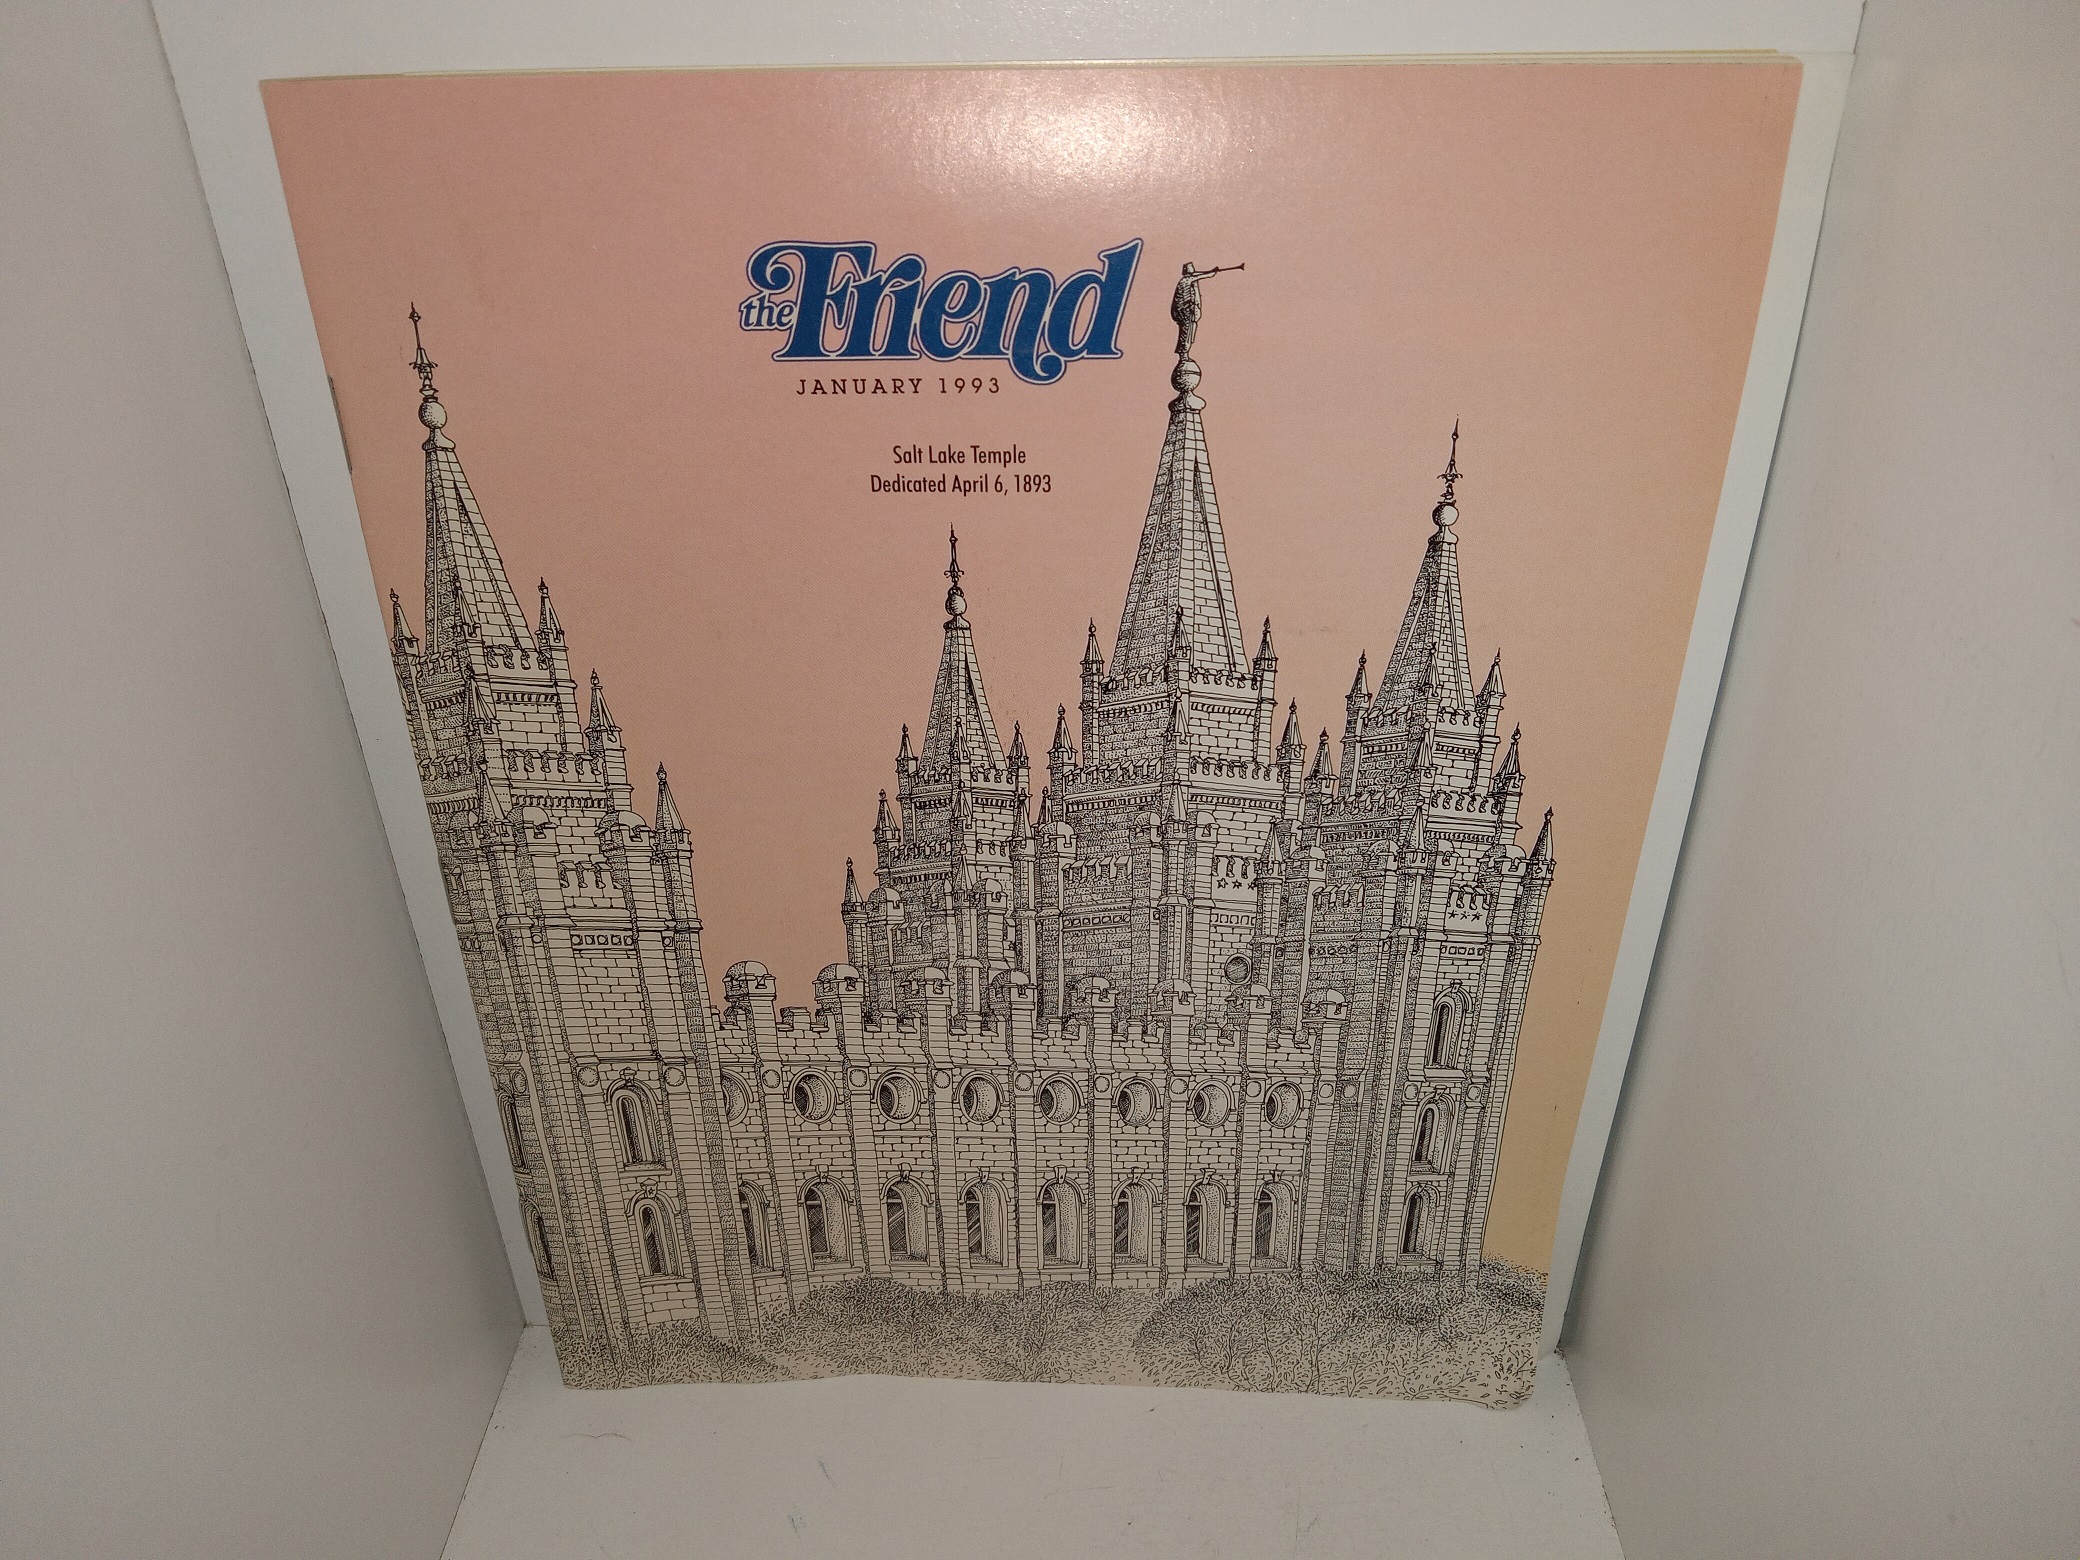 the Friend
JANUARY 1993
Salt Lake Temple
Dedicated April 6, 1893